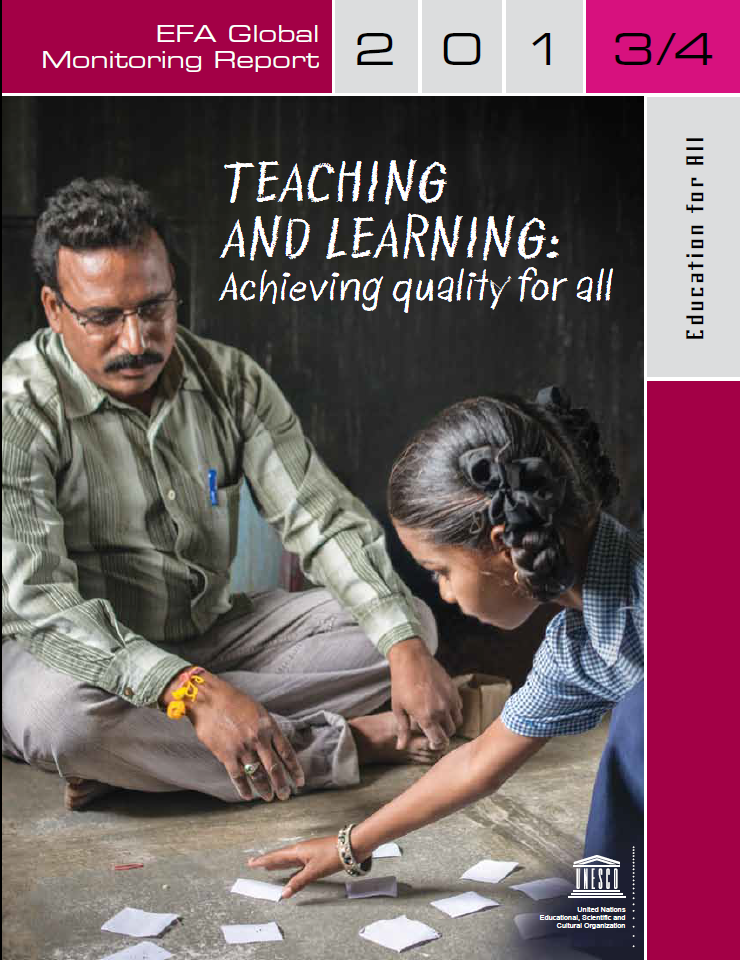 EFA Global
Monitoring Report
2 0 1 3/4
Education for All
TEACHING
AND LEARNING:
Achieving quality for all
UNESCO
United Nations
Educational, Scientific and
Cultural Organization